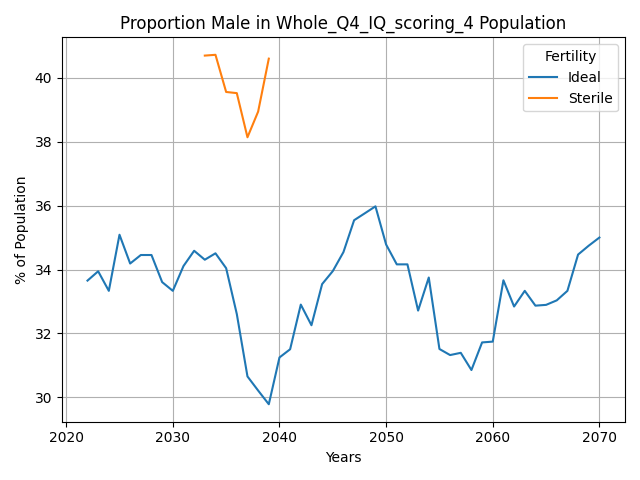 Proportion Male in Whole_Q4_IQ_scoring_4 Population
Fertility
Ideal
Sterile
% of Population
40
38
36
34
32
30
2020 2030 2040 2050 2060 2070
Years